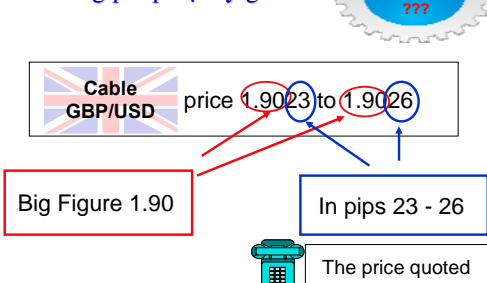 ???
Cable
GBP/USD
price 1.9023 to 1.9026
Big Figure 1.90
In pips 23 - 26
The price quoted